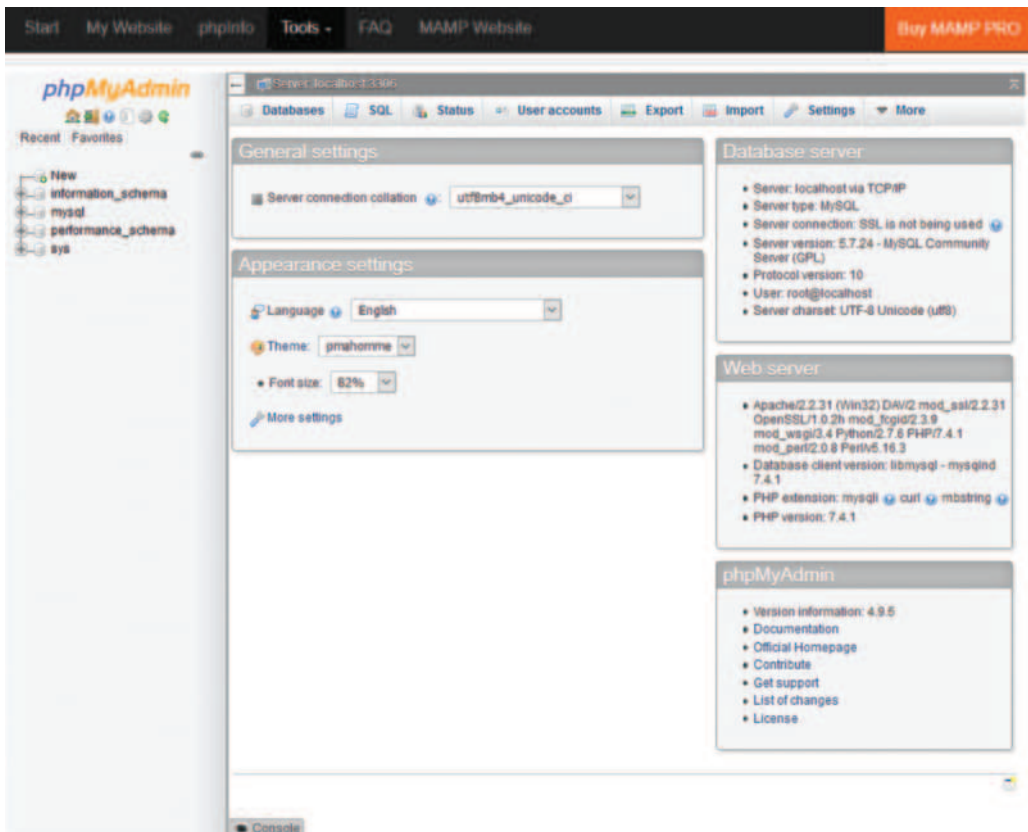 Start My Website phpInfo Tools FAQ MAMP Website Buy MAMP PRO
phpMyAdmin
Recent Favorites
New
information_schema
mysql
performance_schema
sys
Server: localhost:3306
Databases SQL Status User accounts Export Import Settings More
General settings
Server connection collation : utf8mb4_unicode_ci
Appearance settings
Language English
Theme: pmahomme
Font size: 82%
More settings
Database server
Server: localhost via TCP/IP
Server type: MySQL
Server connection: SSL is not being used
Server version: 5.7.24 - MySQL Community
Server (GPL)
Protocol version: 10
User: root@localhost
Server charset: UTF-8 Unicode (utf8)
Web server
Apache/2.2.31 (Win32) DAV/2 mod_ssl/2.2.31
OpenSSL/1.0.2h mod_fcgid/2.3.9
mod_wsgi/3.4 Python/2.7.6 PHP/7.4.1
mod_perl/2.0.8 Perl/v5.16.3
Database client version: libmysql - mysqlnd
7.4.1
PHP extension: mysqli curl mbstring
PHP version: 7.4.1
phpMyAdmin
Version information: 4.9.5
Documentation
Official Homepage
Contribute
Get support
List of changes
License
Console